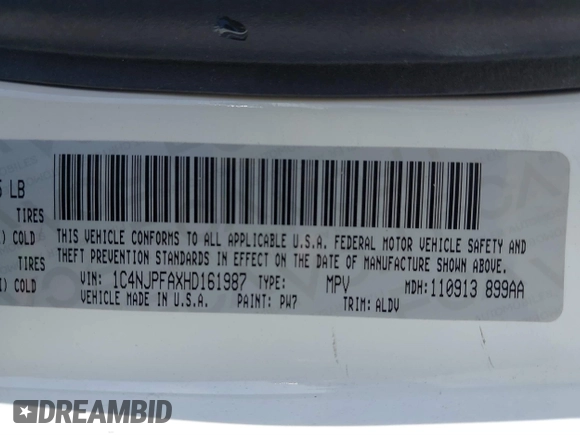 5 LB
TIRES
) COLD
TIRES
) COLD
THIS VEHICLE CONFORMS TO ALL APPLICABLE U.S.A. FEDERAL MOTOR VEHICLE SAFETY AND
THEFT PREVENTION STANDARDS IN EFFECT ON THE DATE OF MANUFACTURE SHOWN ABOVE.
VIN: 1C4NJPFAXHD161987 TYPE: MPV MDH: 110913 899AA
VEHICLE MADE IN U.S.A. PAINT: PW7 TRIM: ALDV
DREAMBID